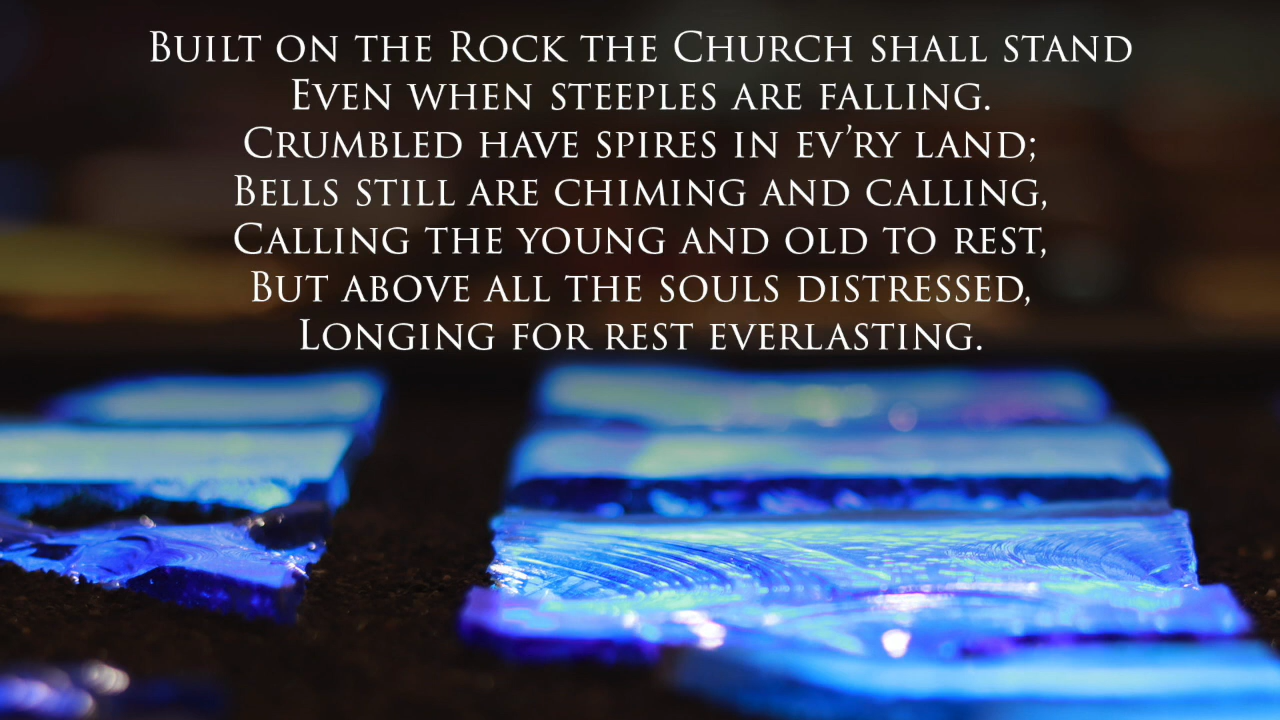 Built on the Rock the Church shall stand
Even when steeples are falling.
Crumbled have spires in ev’ry land;
Bells still are chiming and calling,
Calling the young and old to rest,
But above all the souls distressed,
Longing for rest everlasting.